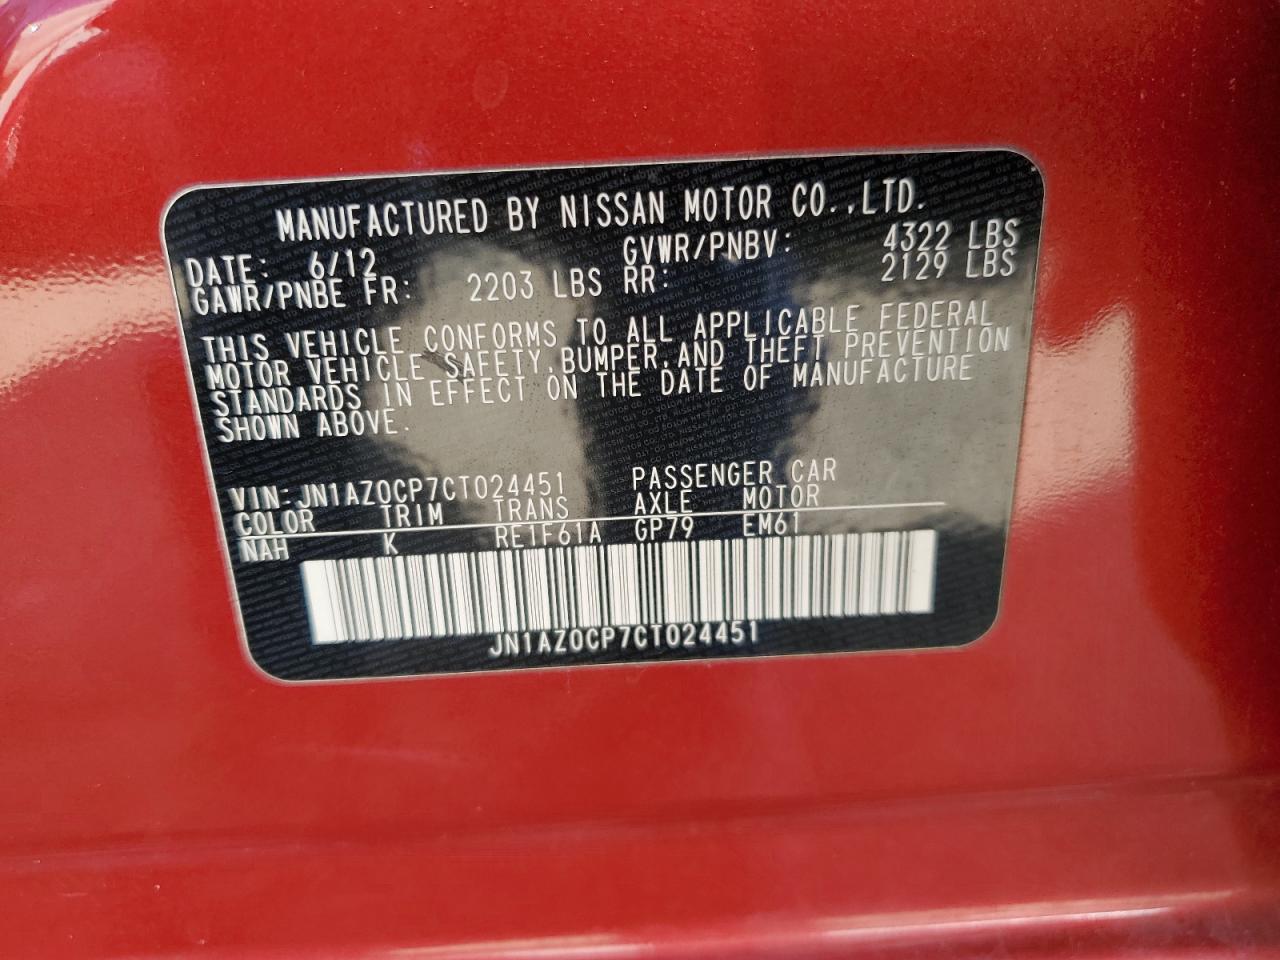 MANUFACTURED BY NISSAN MOTOR CO.,LTD.
DATE: 6/12 GVWR/PNBV: 4322 LBS
GAWR/PNBE FR: 2203 LBS RR: 2129 LBS
THIS VEHICLE CONFORMS TO ALL APPLICABLE FEDERAL
MOTOR VEHICLE SAFETY,BUMPER,AND THEFT PREVENTION
STANDARDS IN EFFECT ON THE DATE OF MANUFACTURE
SHOWN ABOVE.
VIN:JN1AZ0CP7CT024451 PASSENGER CAR
COLOR TRIM TRANS AXLE MOTOR
NAH K RE1F61A GP79 EM61
JN1AZ0CP7CT024451